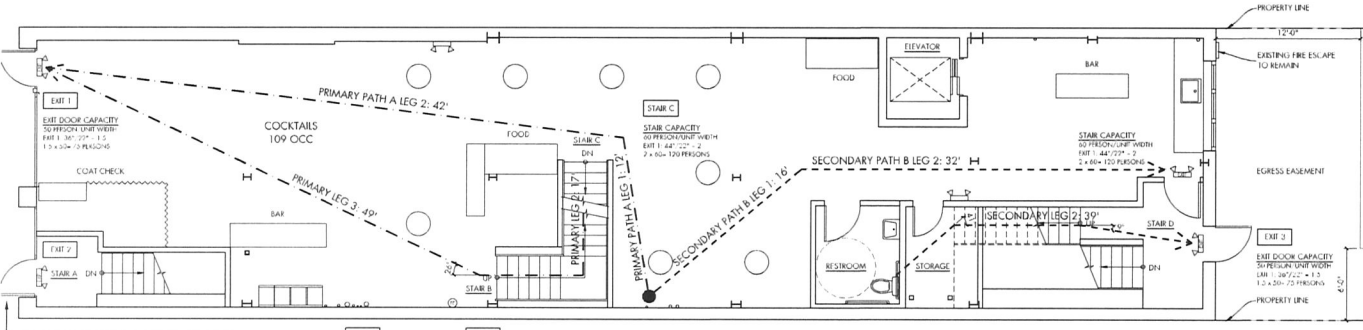 PROPERTY LINE
12'-0"
EXISTING FIRE ESCAPE
TO REMAIN
ELEVATOR
FOOD
BAR
EXIT 1
EXIT DOOR CAPACITY
50 PERSON/UNIT WIDTH
EXIT 1: 36"/22" = 1.5
1.5 x 50= 75 PERSONS
PRIMARY PATH A LEG 2: 42'
COCKTAILS
109 OCC
FOOD
STAIR C
DN
STAIR C
STAIR CAPACITY
60 PERSON/UNIT WIDTH
EXIT 1: 44"/22" = 2
2 x 60= 120 PERSONS
STAIR CAPACITY
60 PERSON/UNIT WIDTH
EXIT 1: 44"/22" = 2
2 x 60= 120 PERSONS
SECONDARY PATH B LEG 2: 32'
EGRESS EASEMENT
COAT CHECK
PRIMARY LEG 3: 49'
PRIMARY LEG 2: 17'
PRIMARY PATH A LEG 1: 12'
SECONDARY PATH B LEG 1: 16'
BAR
SECONDARY LEG 2: 39'
UP
STAIR D
EXIT 2
STAIR A
DN
26"
UP
STAIR B
RESTROOM
STORAGE
DN
EXIT 3
EXIT DOOR CAPACITY
50 PERSON/UNIT WIDTH
EXIT 1: 36"/22" = 1.5
1.5 x 50= 75 PERSONS
6'-0"
PROPERTY LINE